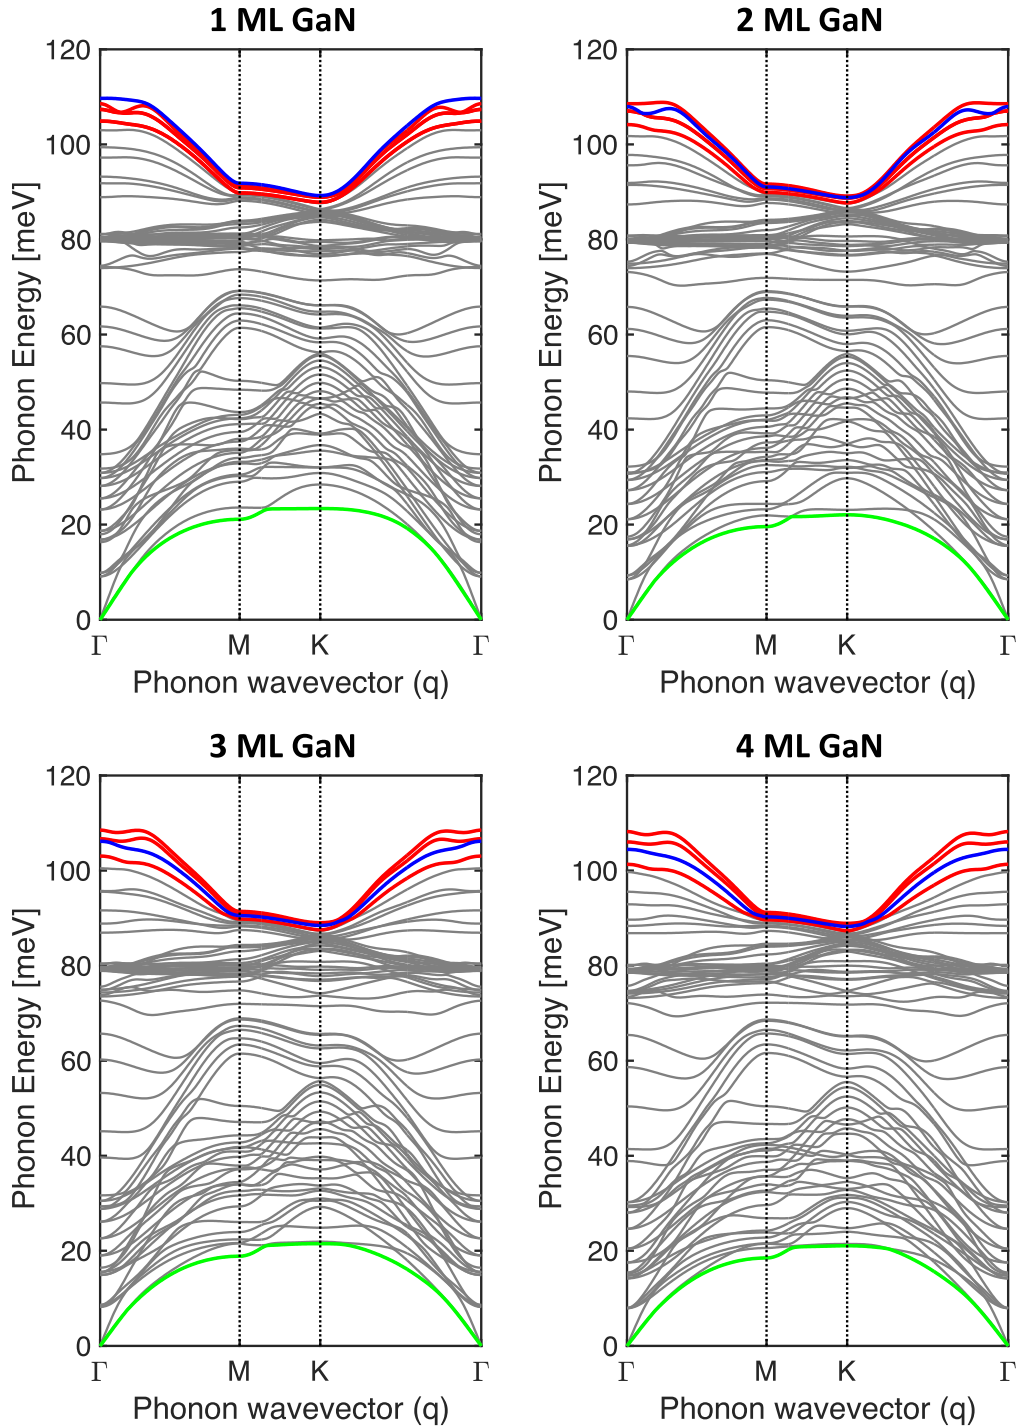 1 ML GaN
2 ML GaN
120
100
80
60
40
20
0
Phonon Energy [meV]
Γ M K Γ
Phonon wavevector (q)
120
100
80
60
40
20
0
Phonon Energy [meV]
Γ M K Γ
Phonon wavevector (q)
3 ML GaN
4 ML GaN
120
100
80
60
40
20
0
Phonon Energy [meV]
Γ M K Γ
Phonon wavevector (q)
120
100
80
60
40
20
0
Phonon Energy [meV]
Γ M K Γ
Phonon wavevector (q)